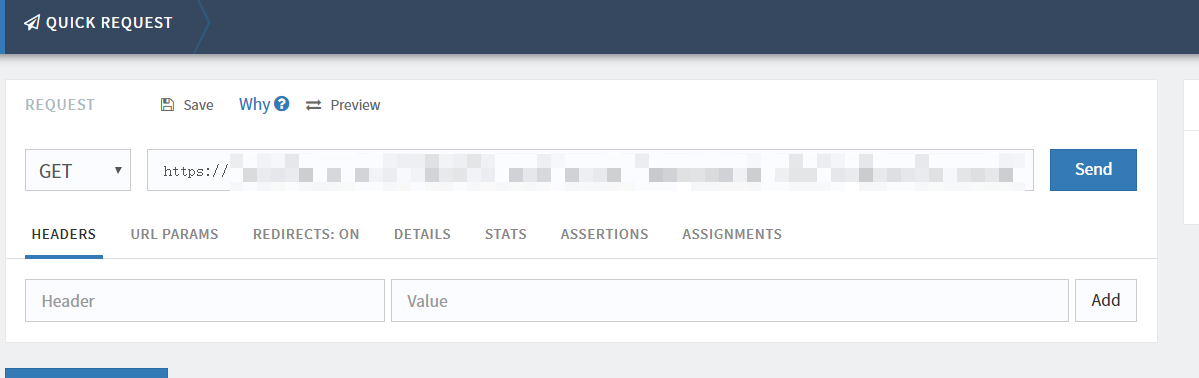 QUICK REQUEST
REQUEST Save Why Preview
GET https:// Send
HEADERS URL PARAMS REDIRECTS: ON DETAILS STATS ASSERTIONS ASSIGNMENTS
Header Value Add